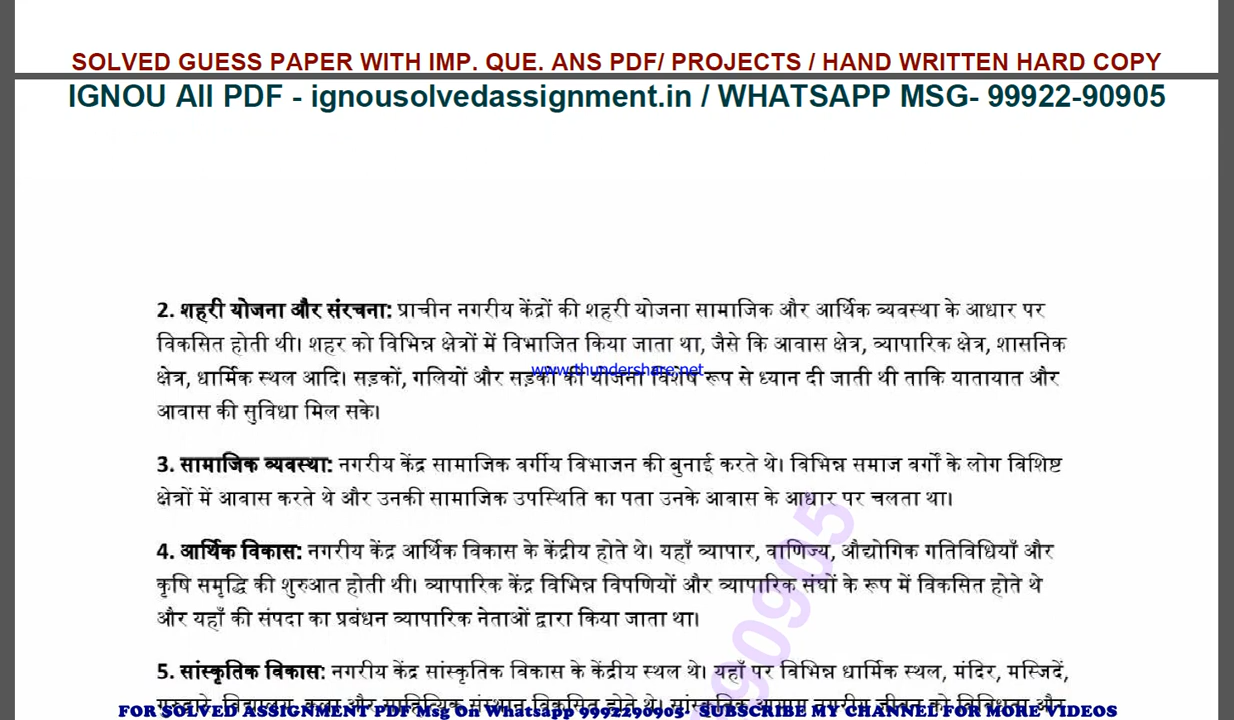 SOLVED GUESS PAPER WITH IMP. QUE. ANS PDF/ PROJECTS / HAND WRITTEN HARD COPY
IGNOU All PDF - ignousolvedassignment.in / WHATSAPP MSG- 99922-90905
2. शहरी योजना और संरचना: प्राचीन नगरीय केंद्रों की शहरी योजना सामाजिक और आर्थिक व्यवस्था के आधार पर
विकसित होती थी। शहर को विभिन्न क्षेत्रों में विभाजित किया जाता था, जैसे कि आवास क्षेत्र, व्यापारिक क्षेत्र, शासनिक
www.thundershare.net
क्षेत्र, धार्मिक स्थल आदि। सड़कों, गलियों और सड़कों की योजना विशेष रूप से ध्यान दी जाती थी ताकि यातायात और
आवास की सुविधा मिल सके।
3. सामाजिक व्यवस्था: नगरीय केंद्र सामाजिक वर्गीय विभाजन की बुनाई करते थे। विभिन्न समाज वर्गों के लोग विशिष्ट
क्षेत्रों में आवास करते थे और उनकी सामाजिक उपस्थिति का पता उनके आवास के आधार पर चलता था।
4. आर्थिक विकास: नगरीय केंद्र आर्थिक विकास के केंद्रीय होते थे। यहाँ व्यापार, वाणिज्य, औद्योगिक गतिविधियाँ और
कृषि समृद्धि की शुरुआत होती थी। व्यापारिक केंद्र विभिन्न विपणियों और व्यापारिक संघों के रूप में विकसित होते थे
और यहाँ की संपदा का प्रबंधन व्यापारिक नेताओं द्वारा किया जाता था।
90905
5. सांस्कृतिक विकास: नगरीय केंद्र सांस्कृतिक विकास के केंद्रीय स्थल थे। यहाँ पर विभिन्न धार्मिक स्थल, मंदिर, मस्जिदें,
FOR SOLVED ASSIGNMENT PDF Msg On Whatsapp 9992290905- SUBSCRIBE MY CHANNEL FOR MORE VIDEOS